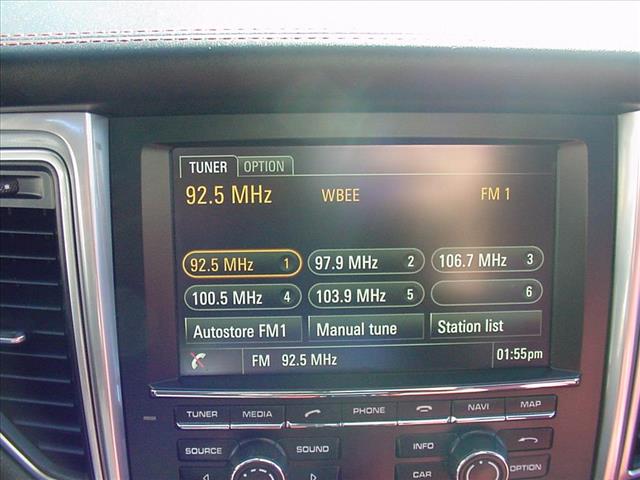 TUNER OPTION
92.5 MHz WBEE FM 1
92.5 MHz 1 97.9 MHz 2 106.7 MHz 3
100.5 MHz 4 103.9 MHz 5 6
Autostore FM1 Manual tune Station list
FM 92.5 MHz 01:55pm
TUNER MEDIA PHONE NAVI MAP
SOURCE SOUND INFO
CAR OPTION